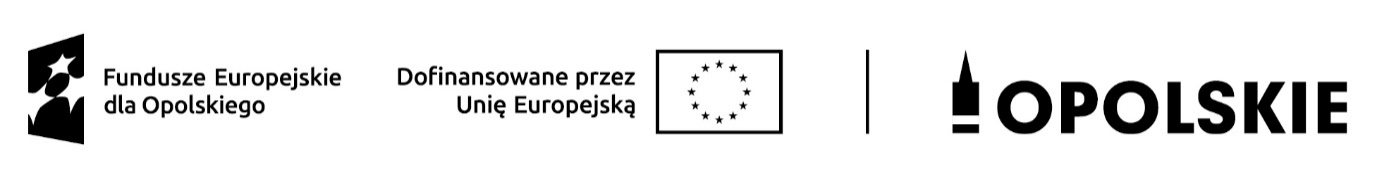 Fundusze Europejskie
dla Opolskiego
Dofinansowane przez
Unię Europejską
OPOLSKIE